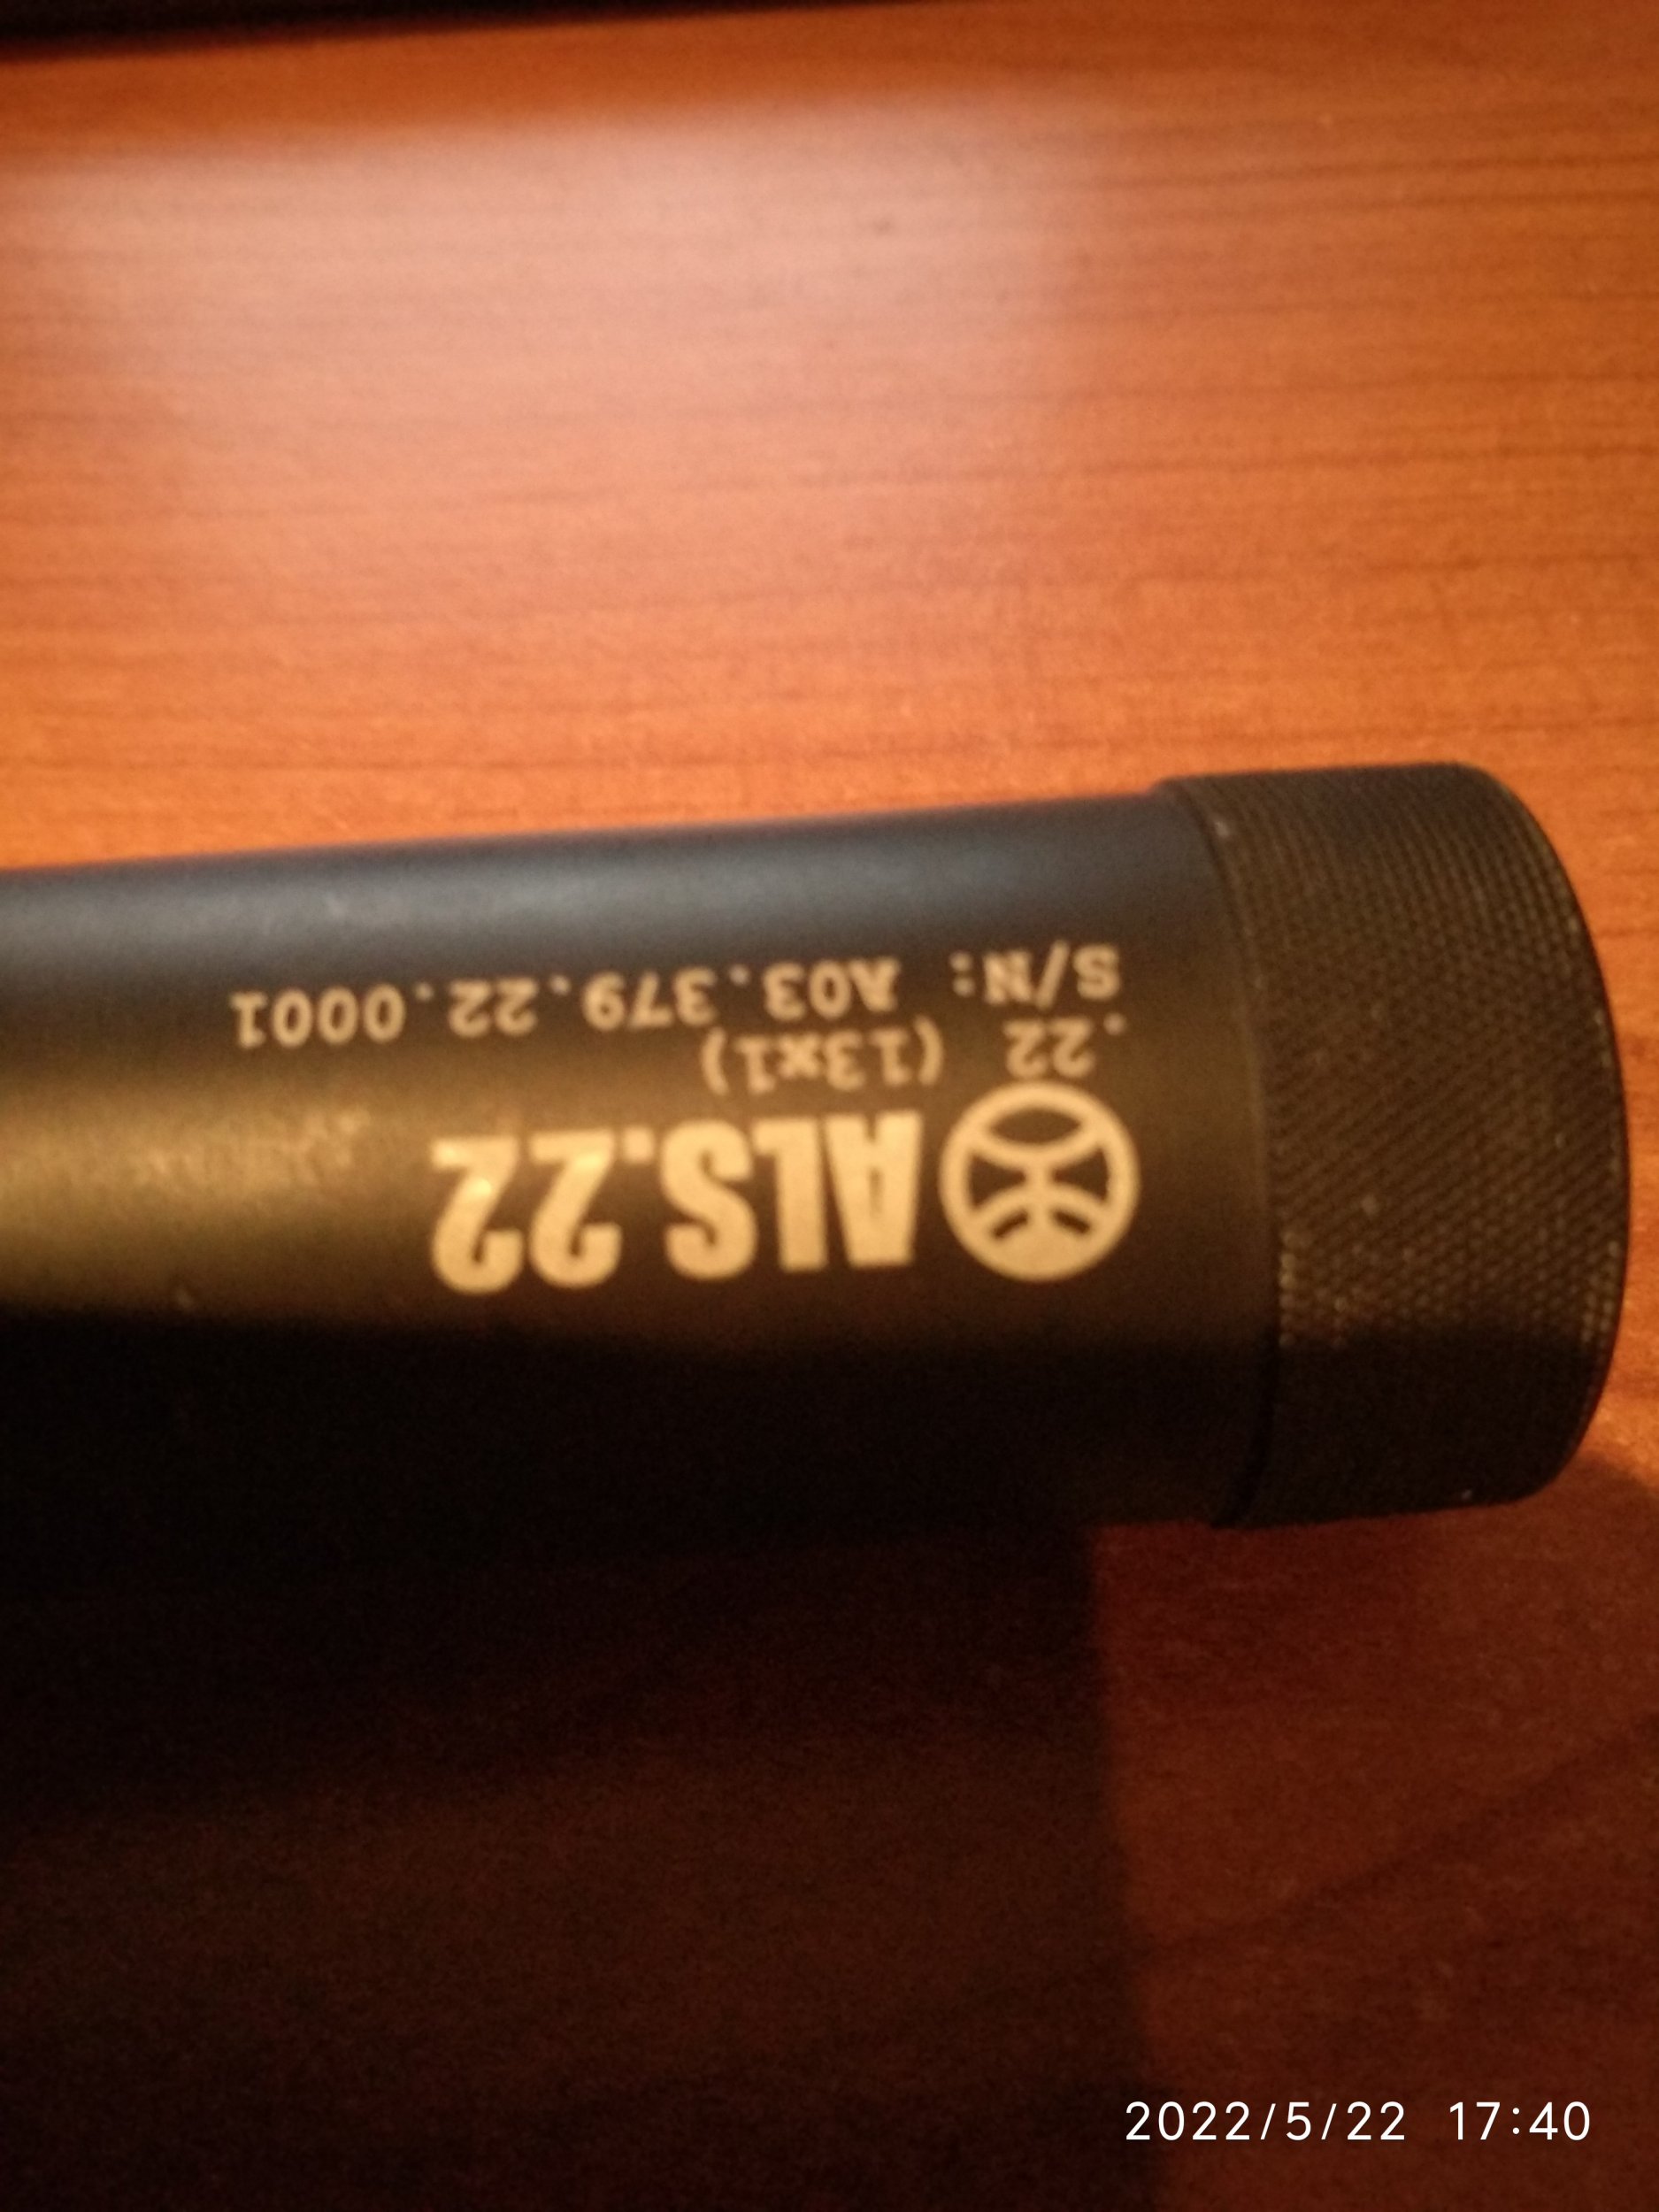 ALS.22
.22 (13x1)
S/N: A03.379.22.0001
2022/5/22 17:40